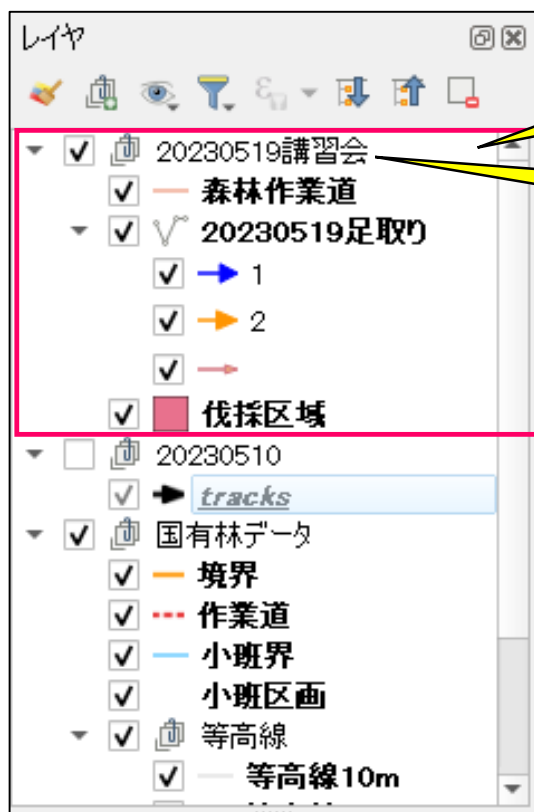 レイヤ
20230519講習会
森林作業道
20230519足取り
1
2
伐採区域
20230510
tracks
国有林データ
境界
作業道
小班界
小班区画
等高線
等高線10m